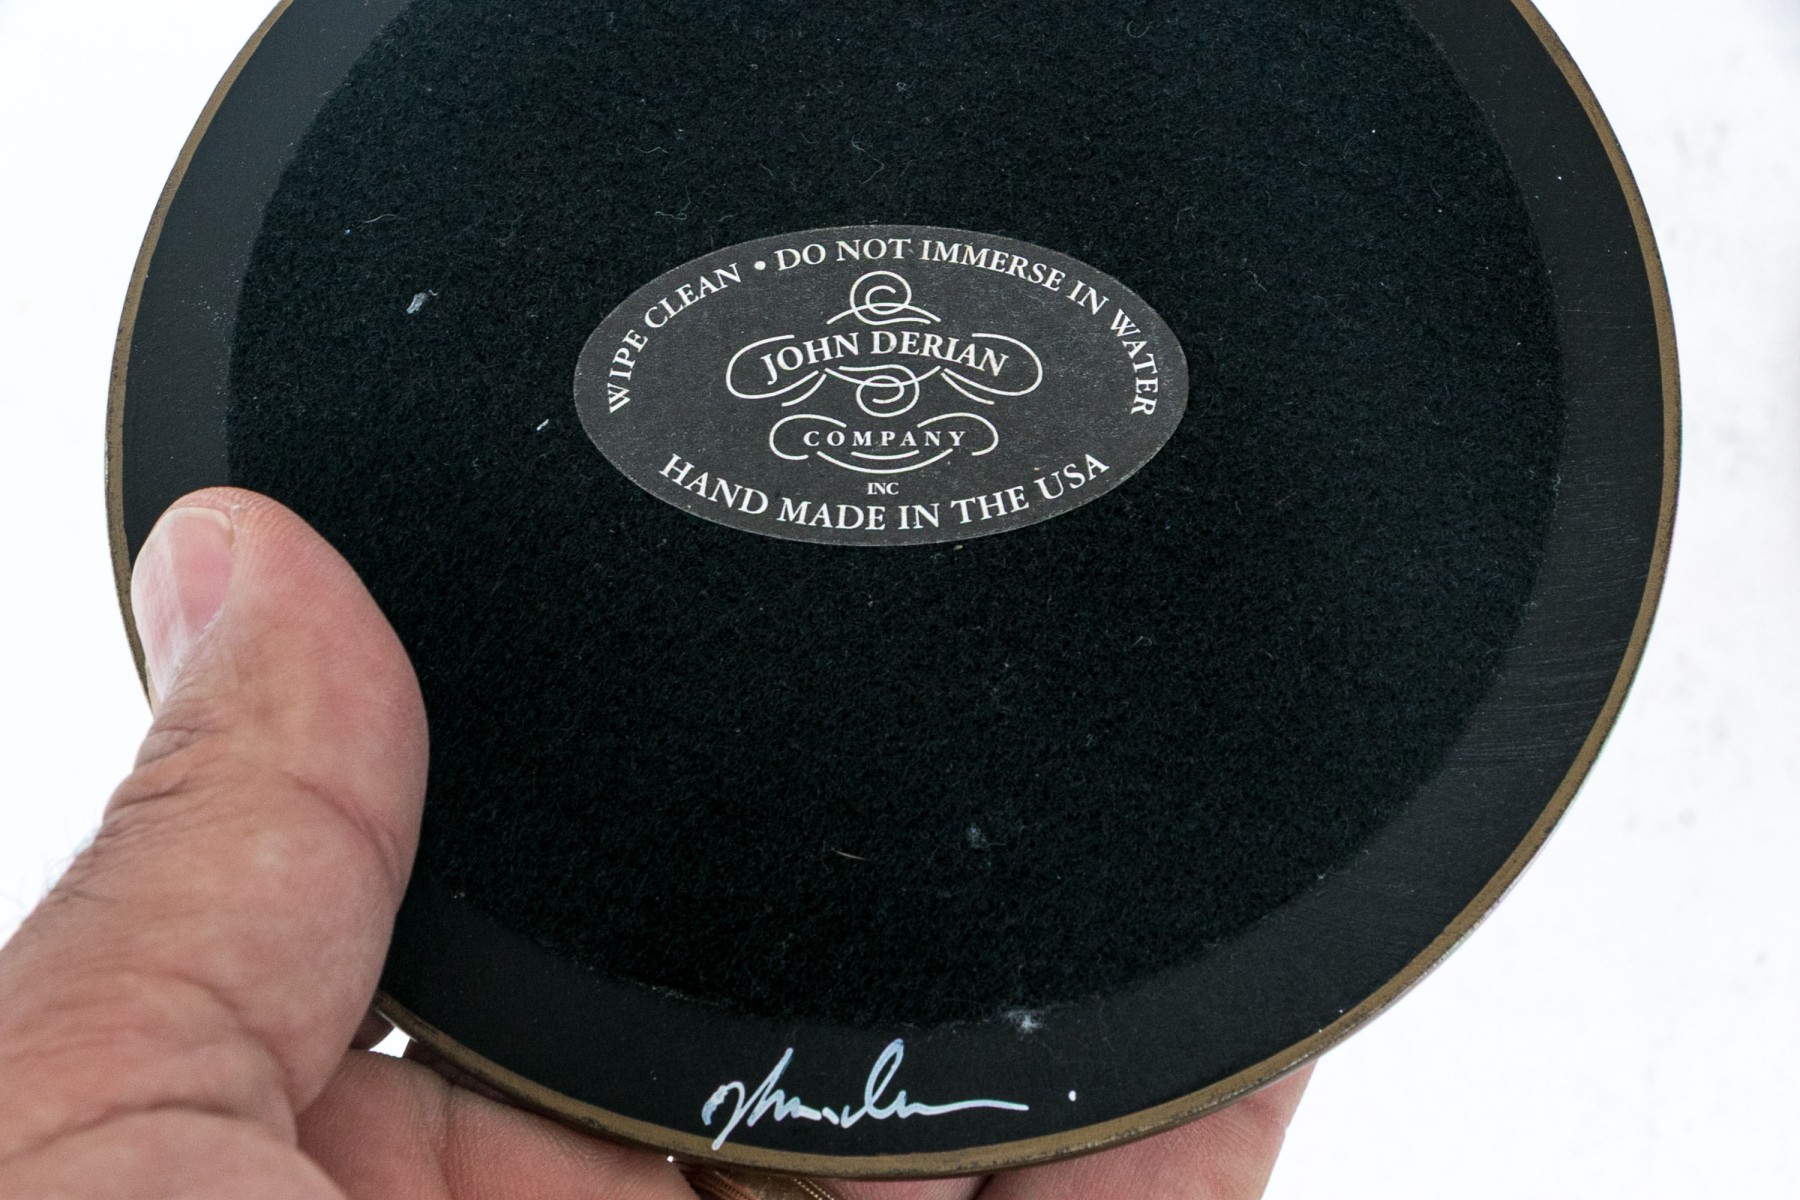 WIPE CLEAN • DO NOT IMMERSE IN WATER
JOHN DERIAN
COMPANY
INC
HAND MADE IN THE USA